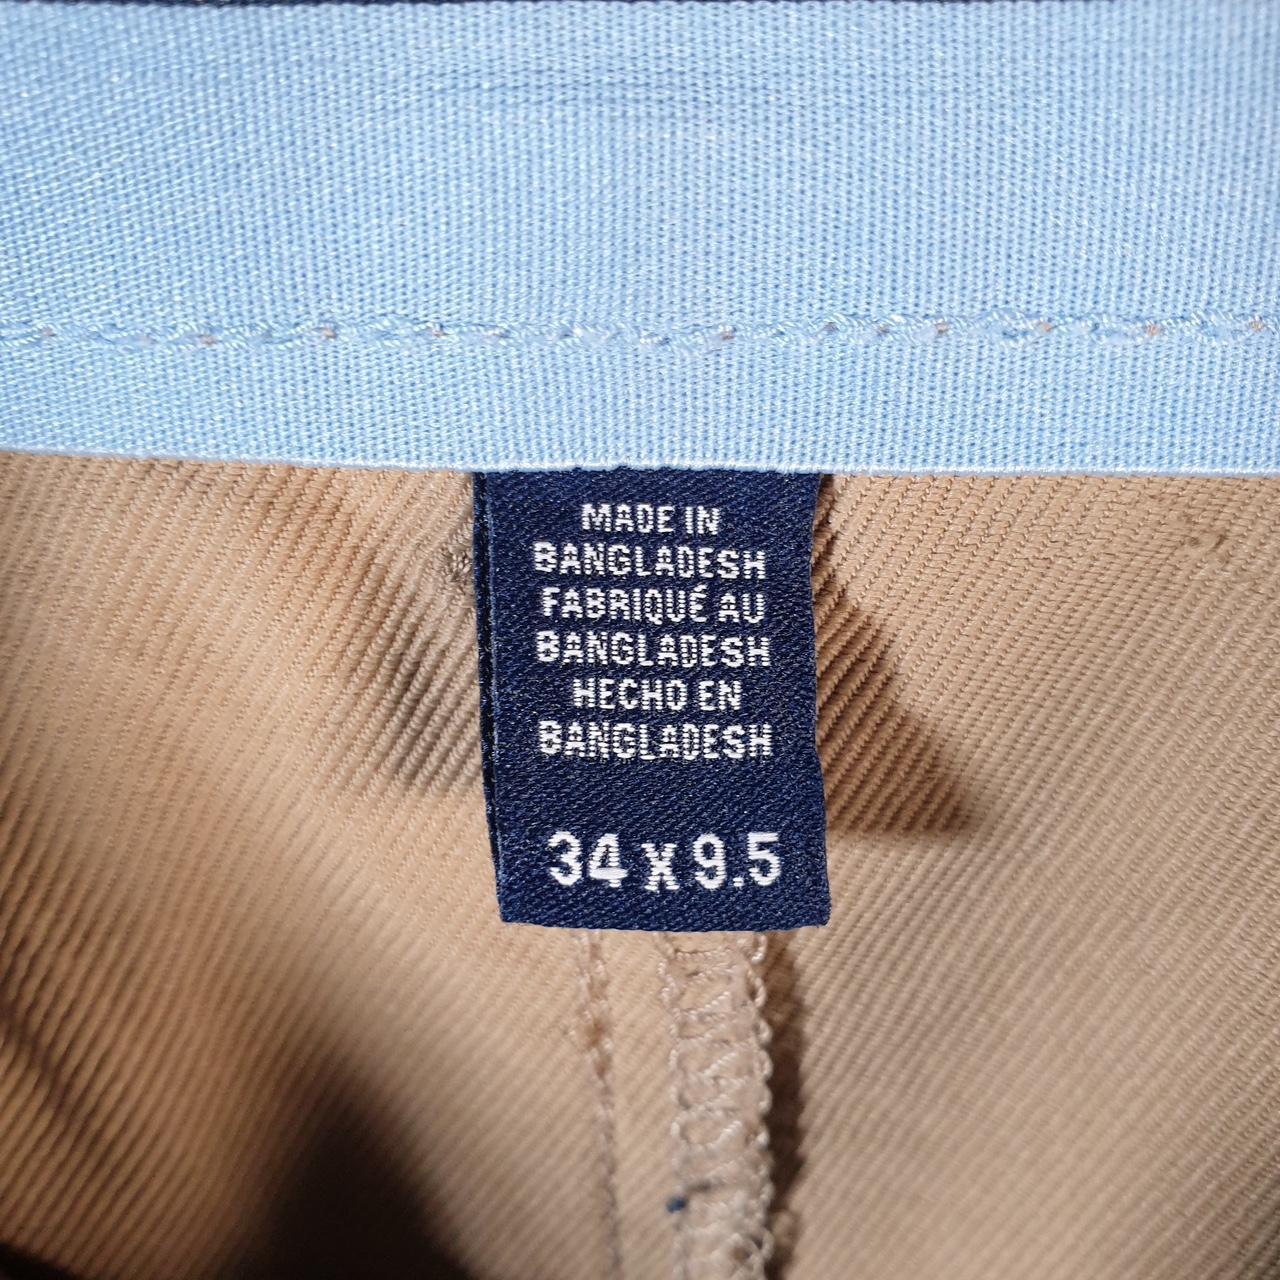 MADE IN
BANGLADESH
FABRIQUÉ AU
BANGLADESH
HECHO EN
BANGLADESH
34 x 9.5